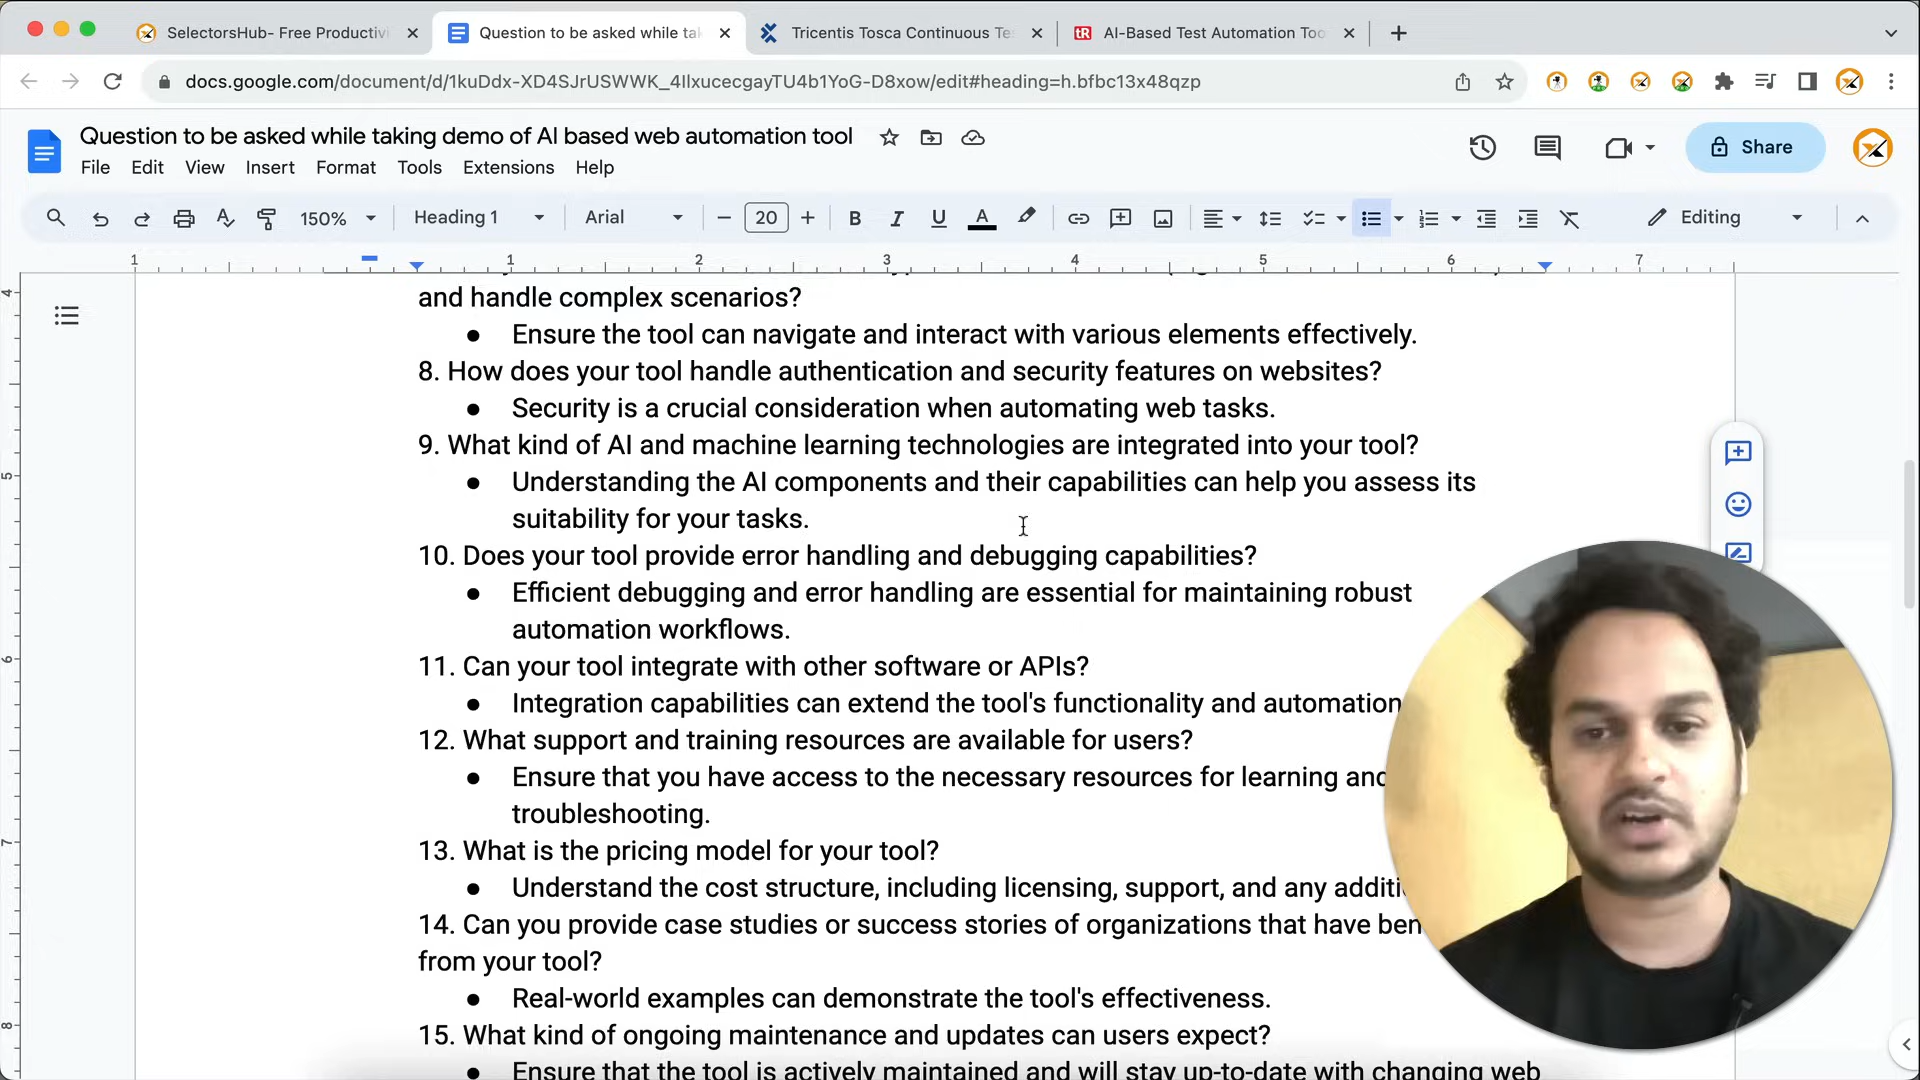 SelectorsHub- Free Productivi
Question to be asked while tak
Tricentis Tosca Continuous Te
AI-Based Test Automation Too
docs.google.com/document/d/1kuDdx-XD4SJrUSWWK_4IlxucecgayTU4b1YoG-D8xow/edit#heading=h.bfbc13x48qzp
Question to be asked while taking demo of AI based web automation tool
File Edit View Insert Format Tools Extensions Help
Share
150% Heading 1 Arial 20 Editing
1 1 2 3 4 5 6 7
and handle complex scenarios?
● Ensure the tool can navigate and interact with various elements effectively.
8. How does your tool handle authentication and security features on websites?
● Security is a crucial consideration when automating web tasks.
9. What kind of AI and machine learning technologies are integrated into your tool?
● Understanding the AI components and their capabilities can help you assess its
suitability for your tasks.
10. Does your tool provide error handling and debugging capabilities?
● Efficient debugging and error handling are essential for maintaining robust
automation workflows.
11. Can your tool integrate with other software or APIs?
● Integration capabilities can extend the tool's functionality and automation
12. What support and training resources are available for users?
● Ensure that you have access to the necessary resources for learning and
troubleshooting.
13. What is the pricing model for your tool?
● Understand the cost structure, including licensing, support, and any additi
14. Can you provide case studies or success stories of organizations that have ben
from your tool?
● Real-world examples can demonstrate the tool's effectiveness.
15. What kind of ongoing maintenance and updates can users expect?
● Ensure that the tool is actively maintained and will stay up-to-date with changing web